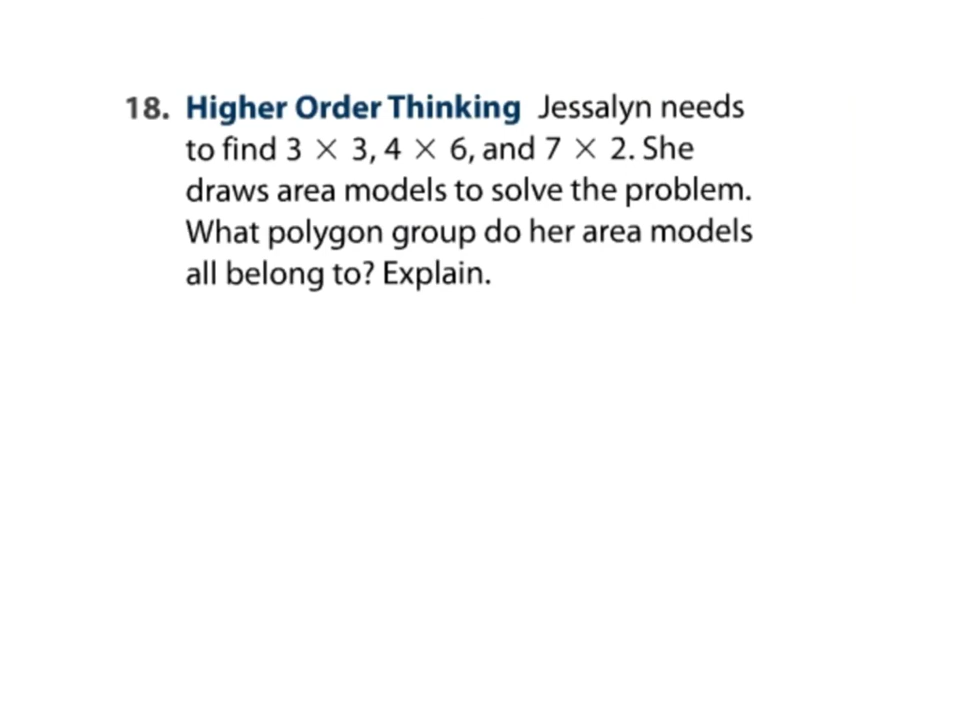 18. Higher Order Thinking Jessalyn needs
to find 3 × 3, 4 × 6, and 7 × 2. She
draws area models to solve the problem.
What polygon group do her area models
all belong to? Explain.